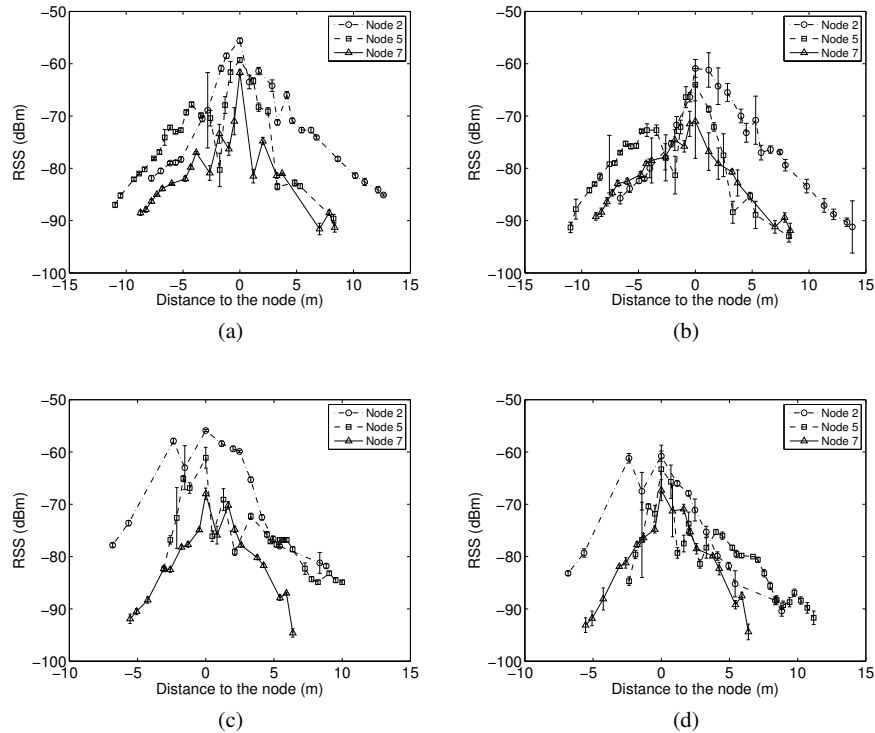 −50
−60
−70
−80
−90
−100
RSS (dBm)
−15 −10 −5 0 5 10 15
Distance to the node (m)
Node 2
Node 5
Node 7
(a)
−50
−60
−70
−80
−90
−100
RSS (dBm)
−15 −10 −5 0 5 10 15
Distance to the node (m)
Node 2
Node 5
Node 7
(b)
−50
−60
−70
−80
−90
−100
RSS (dBm)
−10 −5 0 5 10 15
Distance to the node (m)
Node 2
Node 5
Node 7
(c)
−50
−60
−70
−80
−90
−100
RSS (dBm)
−10 −5 0 5 10 15
Distance to the node (m)
Node 2
Node 5
Node 7
(d)